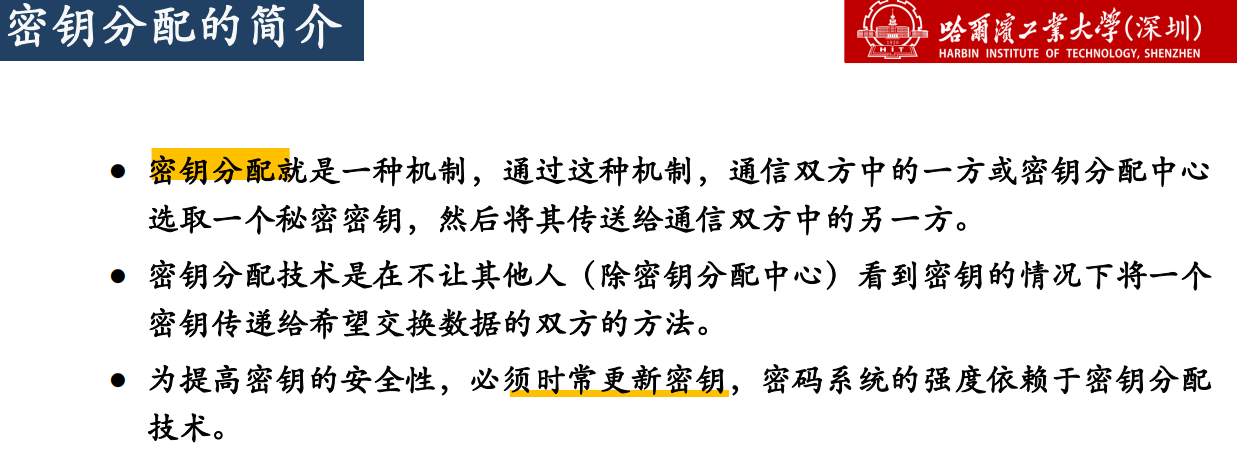 密钥分配的简介
哈爾濱工業大學(深圳)
HARBIN INSTITUTE OF TECHNOLOGY, SHENZHEN
1920
HIT
● 密钥分配就是一种机制，通过这种机制，通信双方中的一方或密钥分配中心
选取一个秘密密钥，然后将其传送给通信双方中的另一方。
● 密钥分配技术是在不让其他人（除密钥分配中心）看到密钥的情况下将一个
密钥传递给希望交换数据的双方的方法。
● 为提高密钥的安全性，必须时常更新密钥，密码系统的强度依赖于密钥分配
技术。